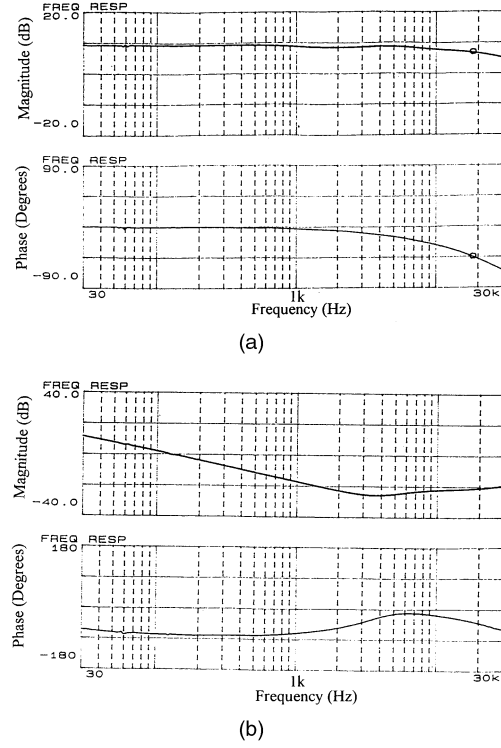 FREQ RESP
20.0
Magnitude (dB)
-20.0
FREQ RESP
90.0
Phase (Degrees)
-90.0
30 1k 30k
Frequency (Hz)
(a)
FREQ RESP
40.0
Magnitude (dB)
-40.0
FREQ RESP
180
Phase (Degrees)
-180
30 1k 30k
Frequency (Hz)
(b)